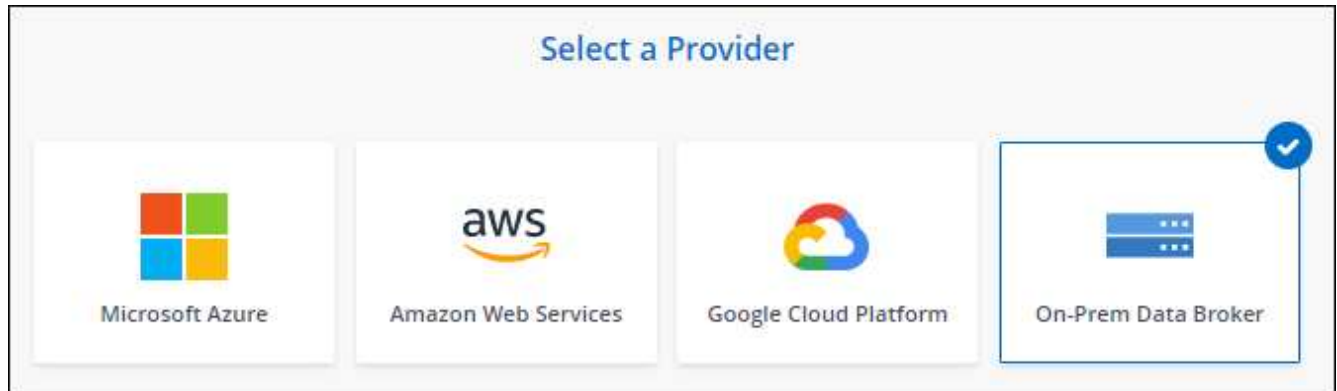 Select a Provider
aws
Microsoft Azure
Amazon Web Services
Google Cloud Platform
On-Prem Data Broker